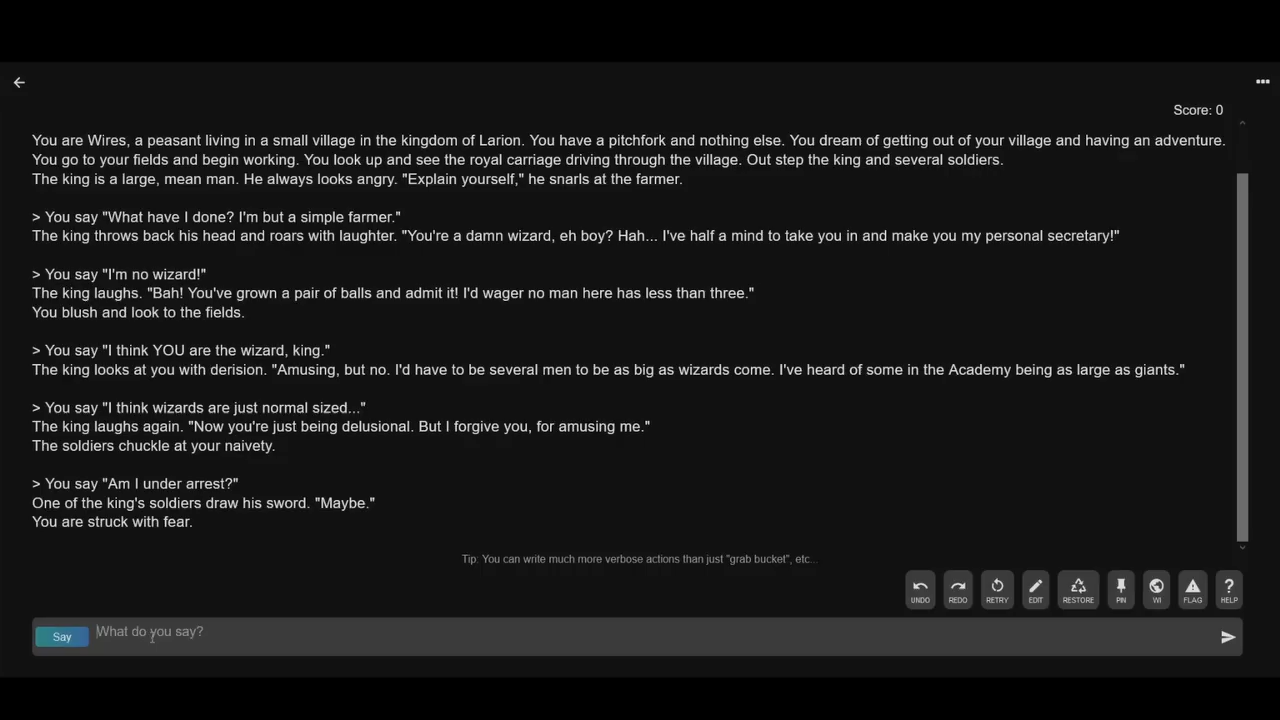 Score: 0
You are Wires, a peasant living in a small village in the kingdom of Larion. You have a pitchfork and nothing else. You dream of getting out of your village and having an adventure.
You go to your fields and begin working. You look up and see the royal carriage driving through the village. Out step the king and several soldiers.
The king is a large, mean man. He always looks angry. "Explain yourself," he snarls at the farmer.
> You say "What have I done? I'm but a simple farmer."
The king throws back his head and roars with laughter. "You're a damn wizard, eh boy? Hah... I've half a mind to take you in and make you my personal secretary!"
> You say "I'm no wizard!"
The king laughs. "Bah! You've grown a pair of balls and admit it! I'd wager no man here has less than three."
You blush and look to the fields.
> You say "I think YOU are the wizard, king."
The king looks at you with derision. "Amusing, but no. I'd have to be several men to be as big as wizards come. I've heard of some in the Academy being as large as giants."
> You say "I think wizards are just normal sized..."
The king laughs again. "Now you're just being delusional. But I forgive you, for amusing me."
The soldiers chuckle at your naivety.
> You say "Am I under arrest?"
One of the king's soldiers draw his sword. "Maybe."
You are struck with fear.
Tip: You can write much more verbose actions than just "grab bucket", etc...
UNDO REDO RETRY EDIT RESTORE PIN WI FLAG HELP
Say What do you say?